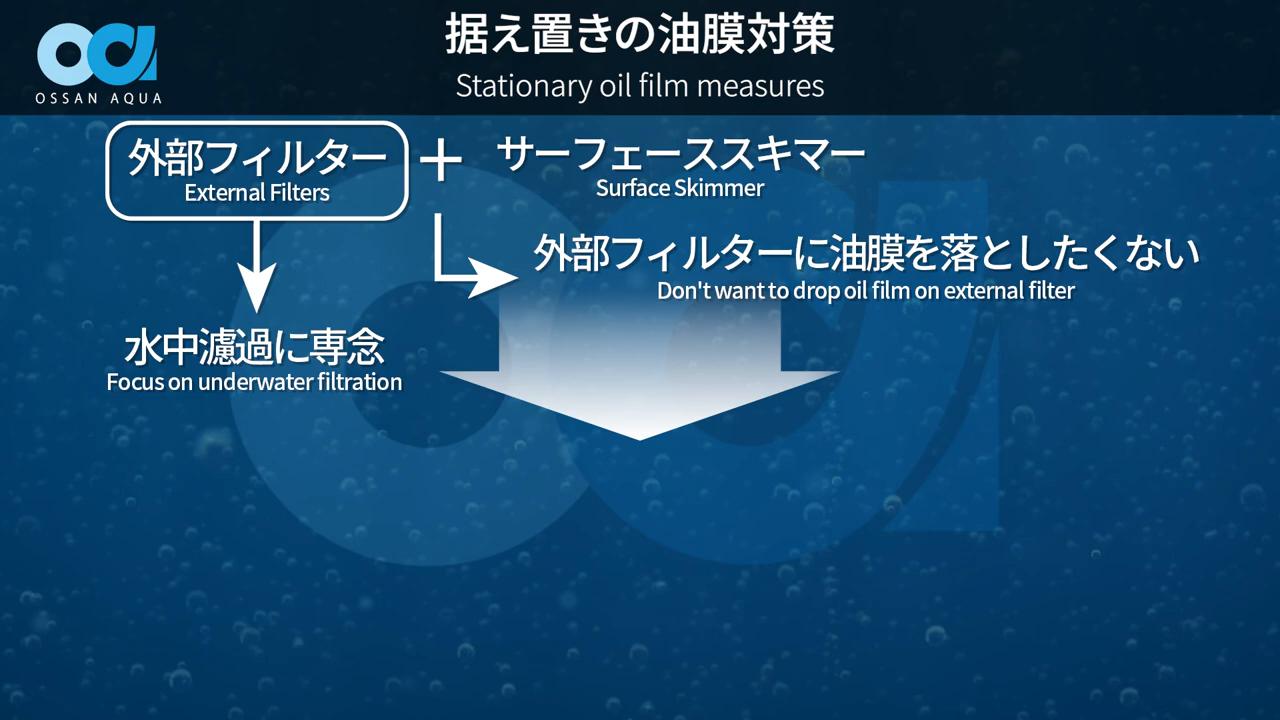 OSSAN AQUA
据え置きの油膜対策
Stationary oil film measures
外部フィルター
External Filters
＋
サーフェーススキマー
Surface Skimmer
外部フィルターに油膜を落としたくない
Don't want to drop oil film on external filter
水中濾過に専念
Focus on underwater filtration